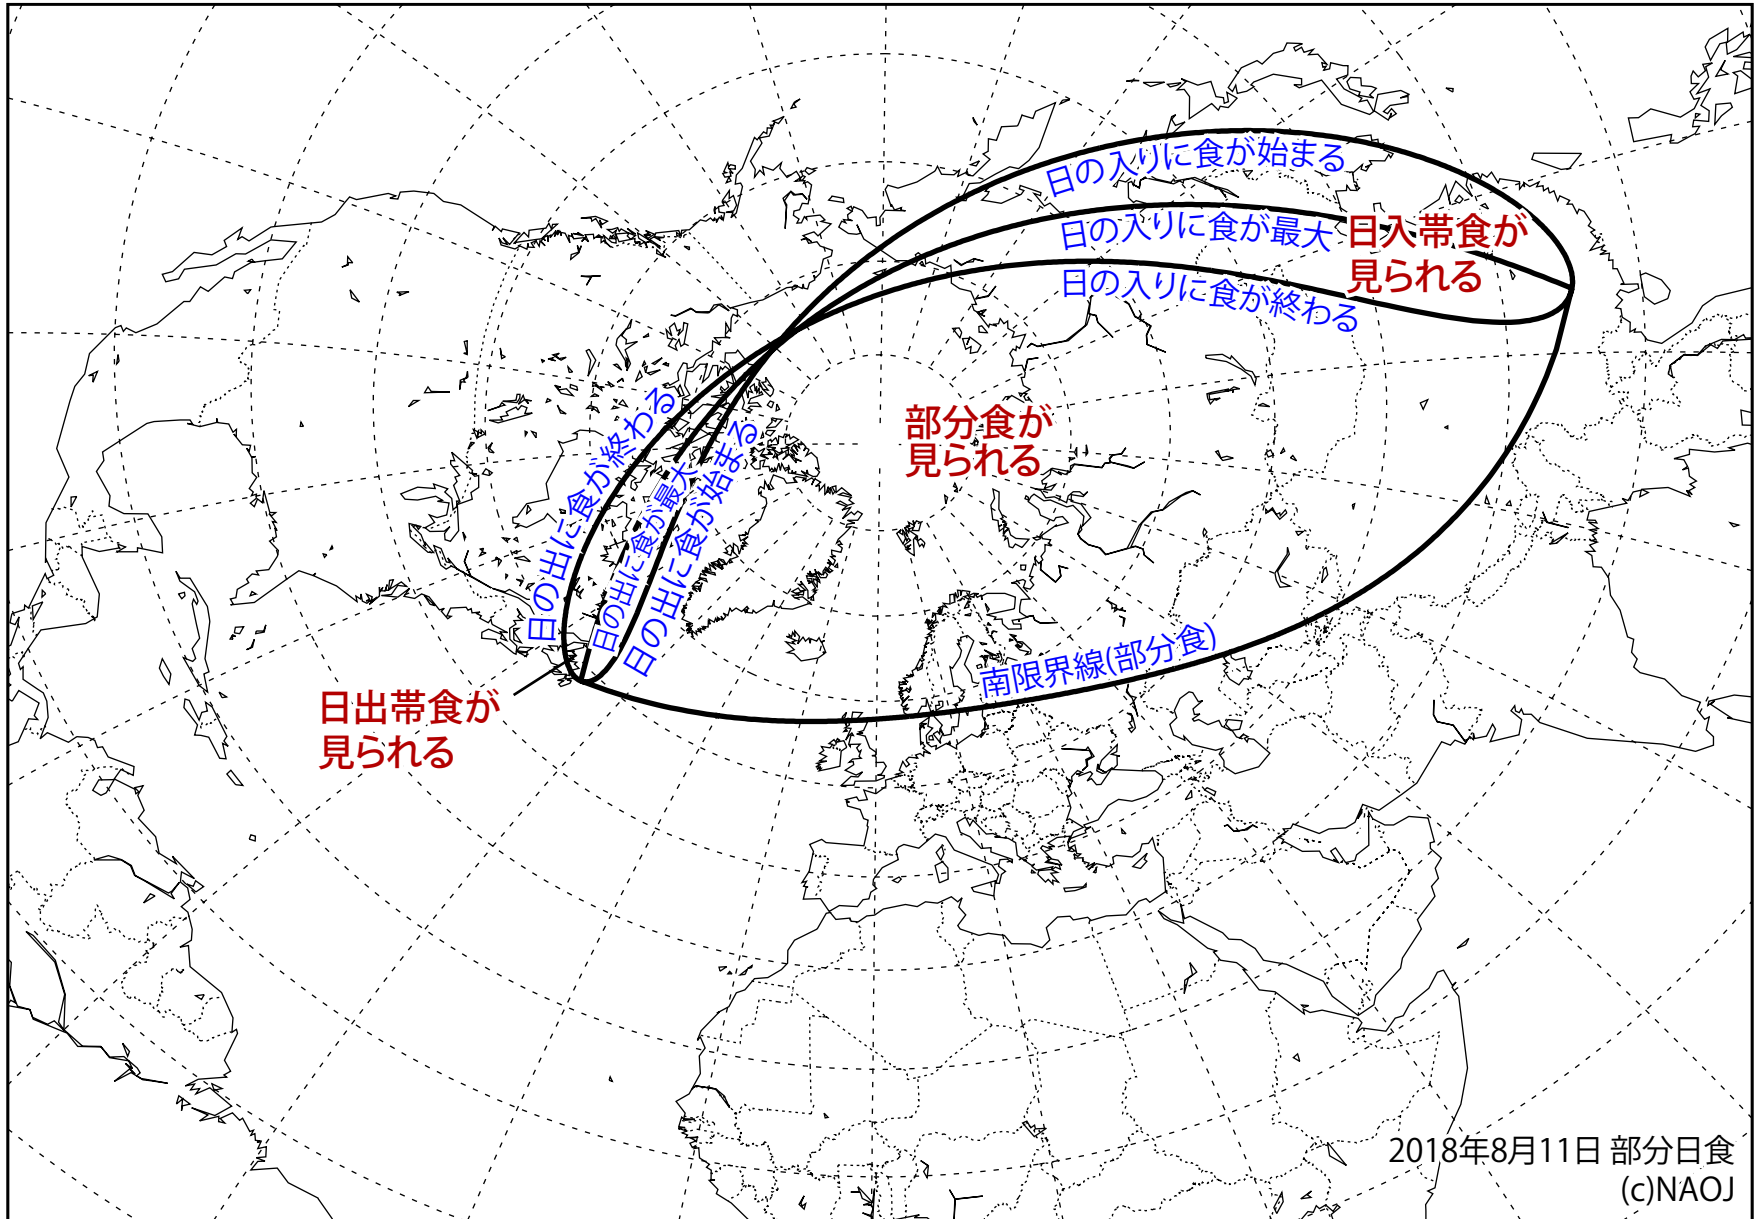 日の入りに食が始まる
日の入りに食が最大
日の入りに食が終わる
日入帯食が
見られる
部分食が
見られる
日の出に食が終わる
日の出に食が最大
日の出に食が始まる
南限界線(部分食)
日出帯食が
見られる
2018年8月11日 部分日食
(c)NAOJ